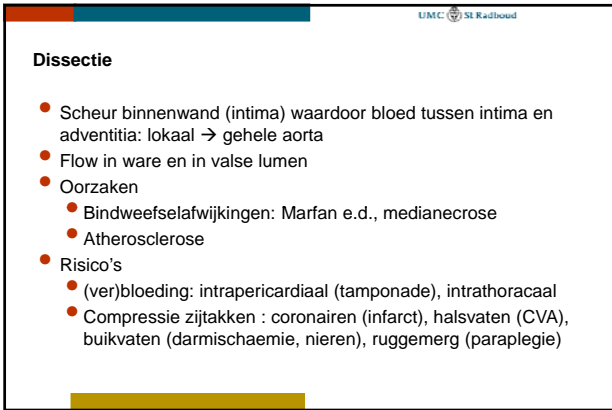 UMC St Radboud
Dissectie
Scheur binnenwand (intima) waardoor bloed tussen intima en
adventitia: lokaal → gehele aorta
Flow in ware en in valse lumen
Oorzaken
Bindweefselafwijkingen: Marfan e.d., medianecrose
Atherosclerose
Risico's
(ver)bloeding: intrapericardiaal (tamponade), intrathoracaal
Compressie zijtakken : coronairen (infarct), halsvaten (CVA),
buikvaten (darmischaemie, nieren), ruggemerg (paraplegie)